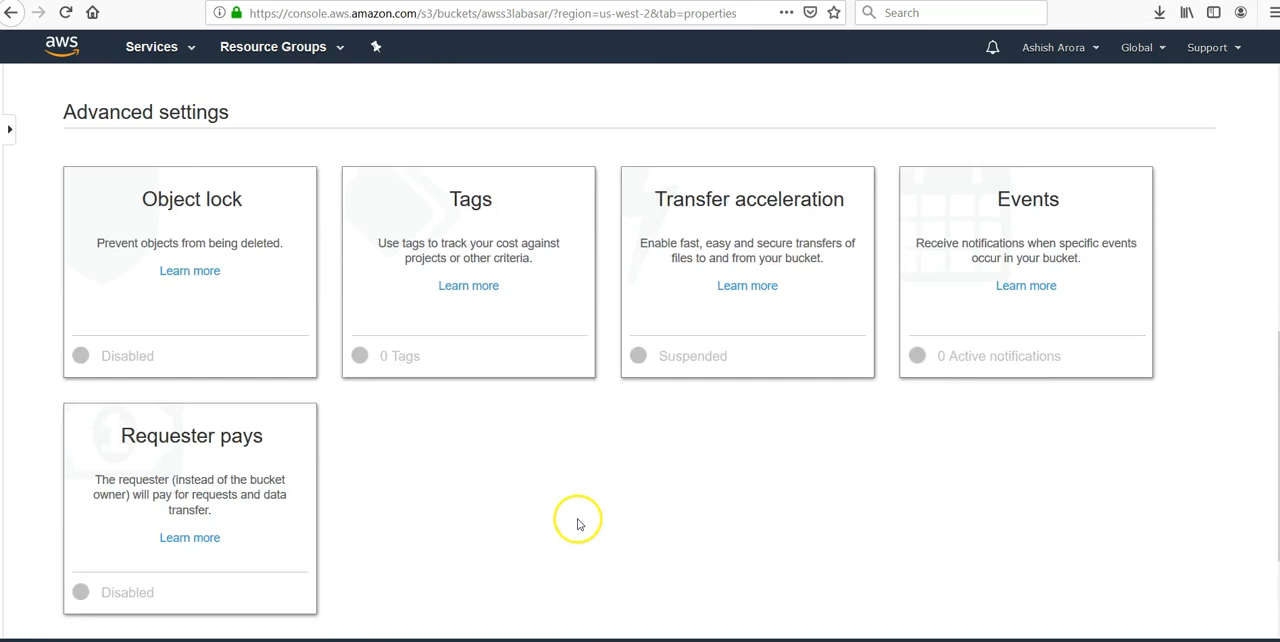 https://console.aws.amazon.com/s3/buckets/awss3labasar/?region=us-west-2&tab=properties
Search
aws
Services
Resource Groups
Ashish Arora
Global
Support
Advanced settings
Object lock
Prevent objects from being deleted.
Learn more
Disabled
Tags
Use tags to track your cost against
projects or other criteria.
Learn more
0 Tags
Transfer acceleration
Enable fast, easy and secure transfers of
files to and from your bucket.
Learn more
Suspended
Events
Receive notifications when specific events
occur in your bucket.
Learn more
0 Active notifications
Requester pays
The requester (instead of the bucket
owner) will pay for requests and data
transfer.
Learn more
Disabled